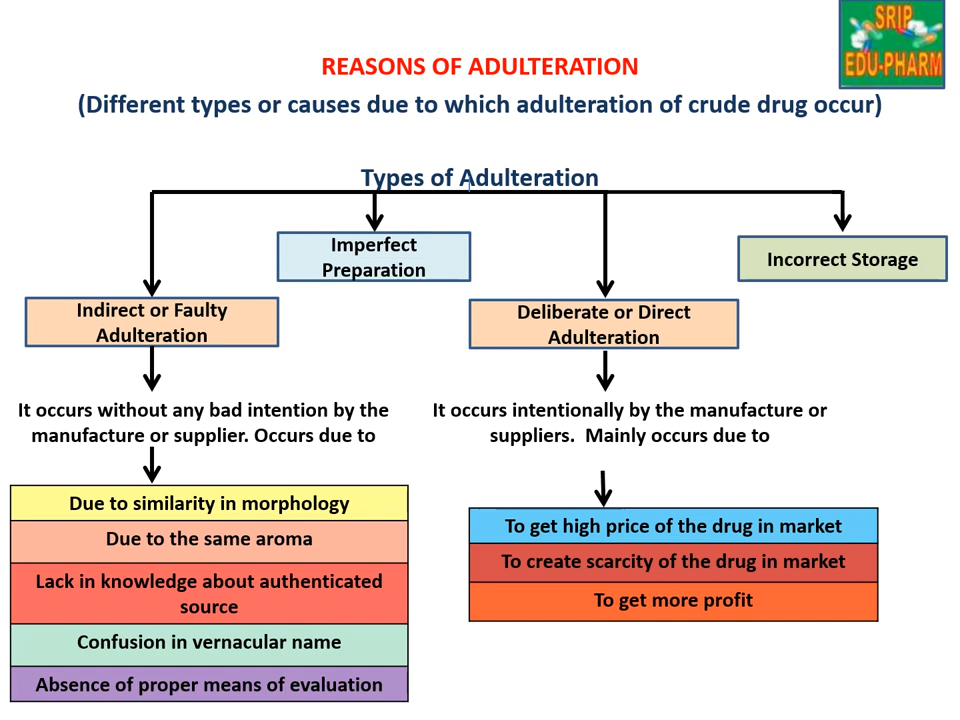 SRIP
EDU-PHARM
REASONS OF ADULTERATION
(Different types or causes due to which adulteration of crude drug occur)
Types of Adulteration
Imperfect
Preparation
Incorrect Storage
Indirect or Faulty
Adulteration
Deliberate or Direct
Adulteration
It occurs without any bad intention by the
manufacture or supplier. Occurs due to
It occurs intentionally by the manufacture or
suppliers.  Mainly occurs due to
Due to similarity in morphology
Due to the same aroma
Lack in knowledge about authenticated
source
Confusion in vernacular name
Absence of proper means of evaluation
To get high price of the drug in market
To create scarcity of the drug in market
To get more profit